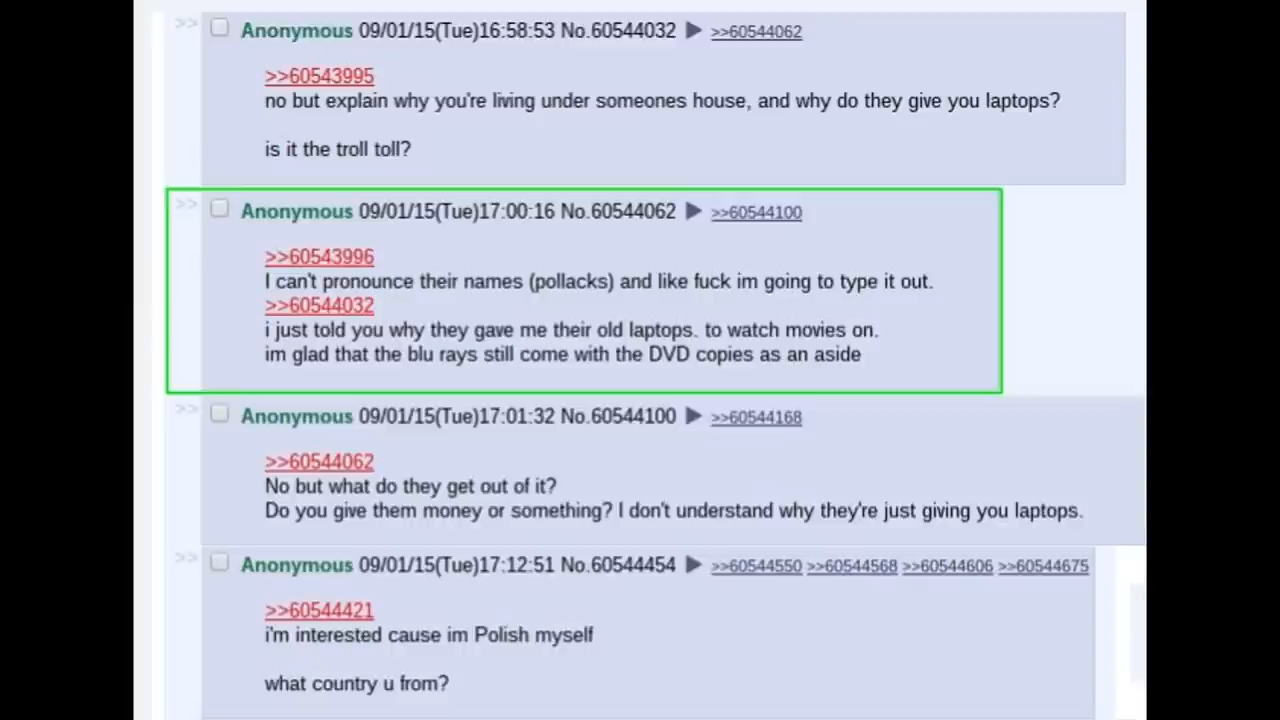 >> Anonymous 09/01/15(Tue)16:58:53 No.60544032 ▶ >>60544062
>>60543995
no but explain why you're living under someones house, and why do they give you laptops?
is it the troll toll?
>> Anonymous 09/01/15(Tue)17:00:16 No.60544062 ▶ >>60544100
>>60543996
I can't pronounce their names (pollacks) and like fuck im going to type it out.
>>60544032
i just told you why they gave me their old laptops. to watch movies on.
im glad that the blu rays still come with the DVD copies as an aside
>> Anonymous 09/01/15(Tue)17:01:32 No.60544100 ▶ >>60544168
>>60544062
No but what do they get out of it?
Do you give them money or something? I don't understand why they're just giving you laptops.
>> Anonymous 09/01/15(Tue)17:12:51 No.60544454 ▶ >>60544550 >>60544568 >>60544606 >>60544675
>>60544421
i'm interested cause im Polish myself
what country u from?